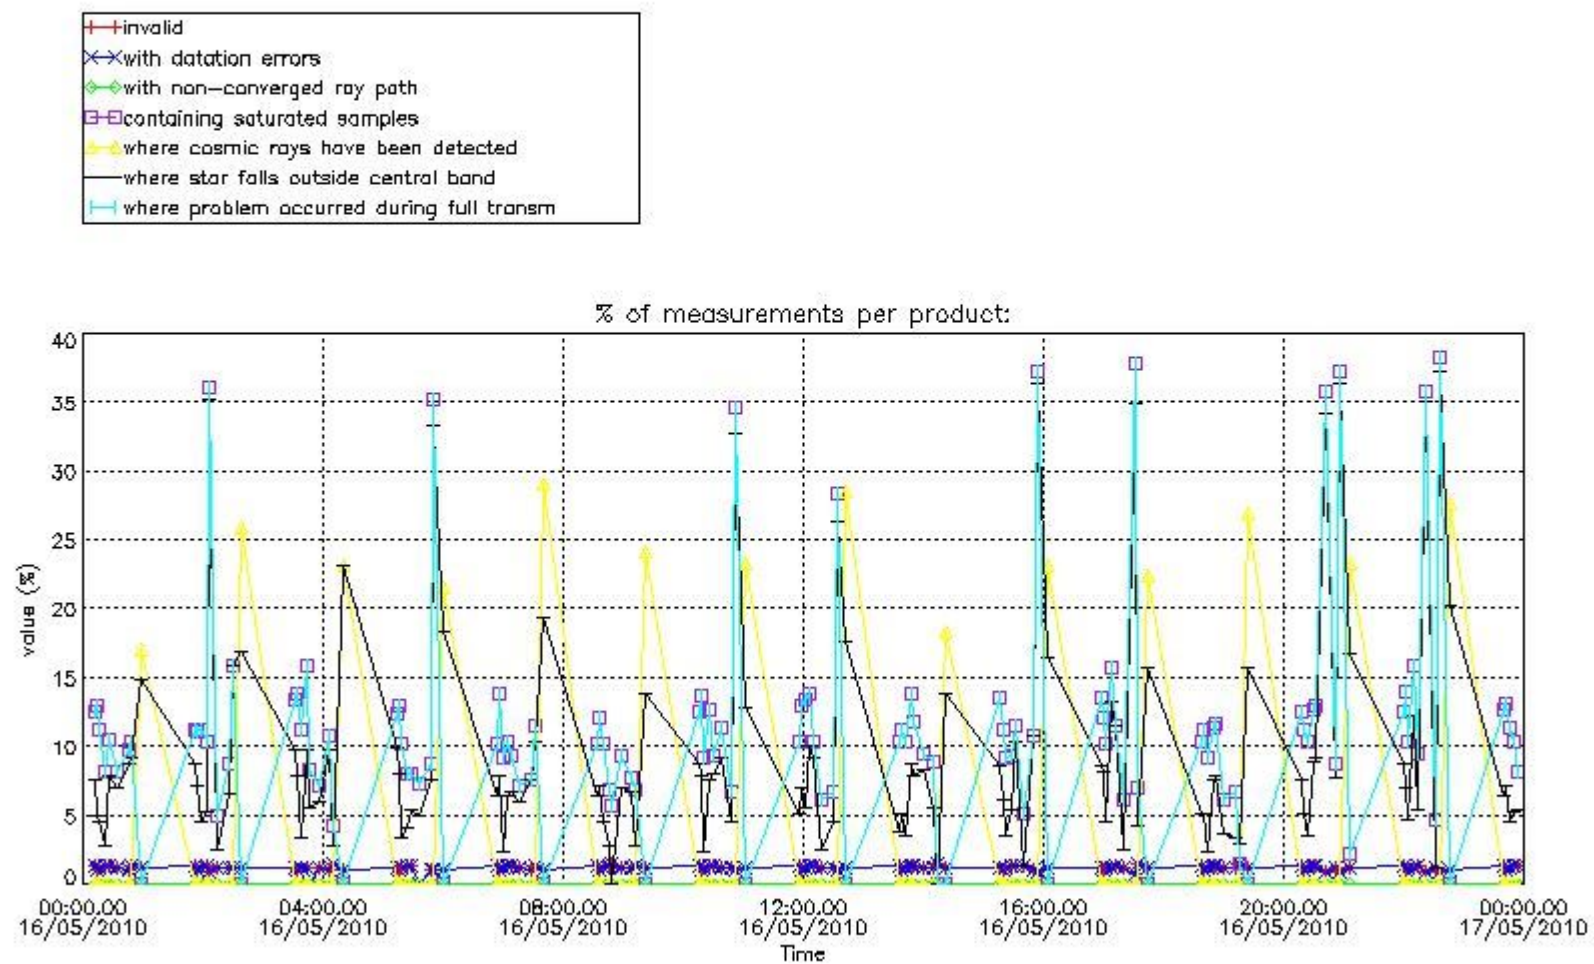 invalid
with datation errors
with non-converged ray path
containing saturated samples
where cosmic rays have been detected
where star falls outside central band
where problem occurred during full transm
% of measurements per product:
40
35
30
25
20
15
10
5
0
value (%)
00:00:00 04:00:00 08:00:00 12:00:00 16:00:00 20:00:00 00:00:00
16/05/2010 16/05/2010 16/05/2010 16/05/2010 16/05/2010 16/05/2010 17/05/2010
Time